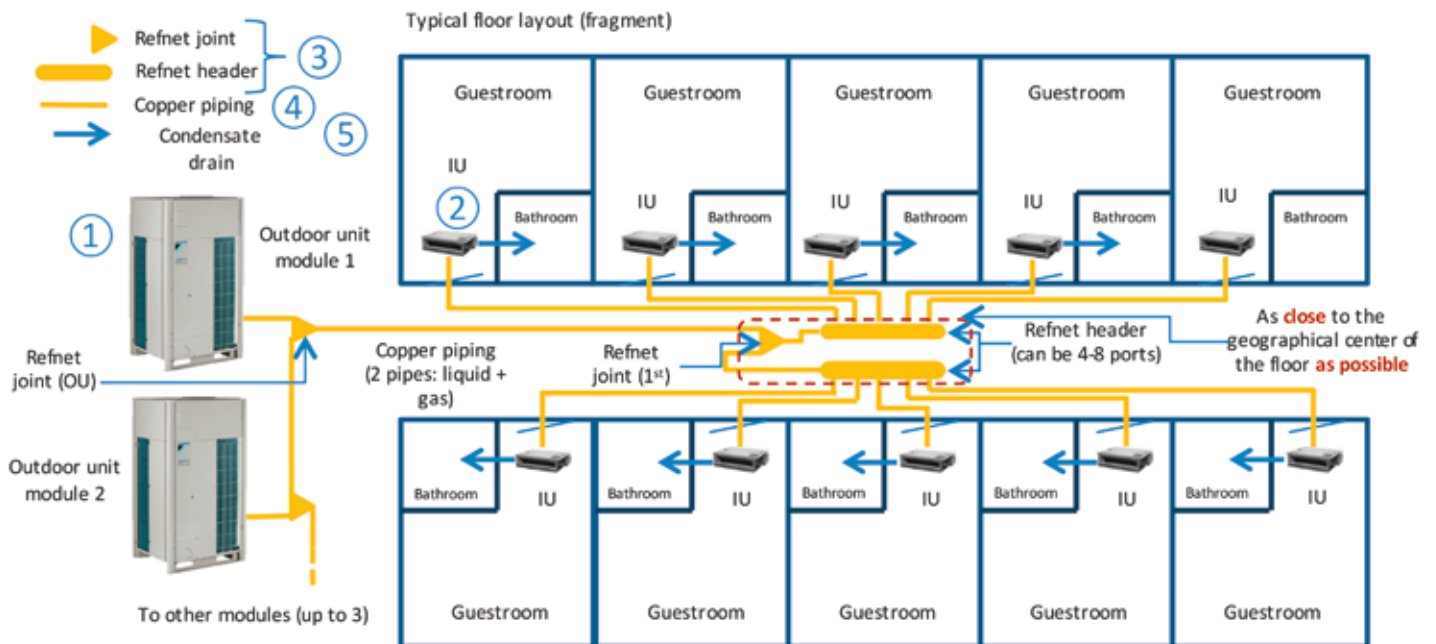 Typical floor layout (fragment)
Refnet joint
Refnet header
③
Copper piping
④
Condensate
drain
⑤
①
Outdoor unit
module 1
Refnet
joint (OU)
Outdoor unit
module 2
To other modules (up to 3)
Guestroom
Guestroom
Guestroom
Guestroom
Guestroom
IU
②
Bathroom
IU
Bathroom
IU
Bathroom
IU
Bathroom
IU
Bathroom
Copper piping
(2 pipes: liquid +
gas)
Refnet
joint (1st)
Refnet header
(can be 4-8 ports)
As close to the
geographical center of
the floor as possible
Bathroom
IU
Bathroom
IU
Bathroom
IU
Bathroom
IU
Bathroom
IU
Guestroom
Guestroom
Guestroom
Guestroom
Guestroom